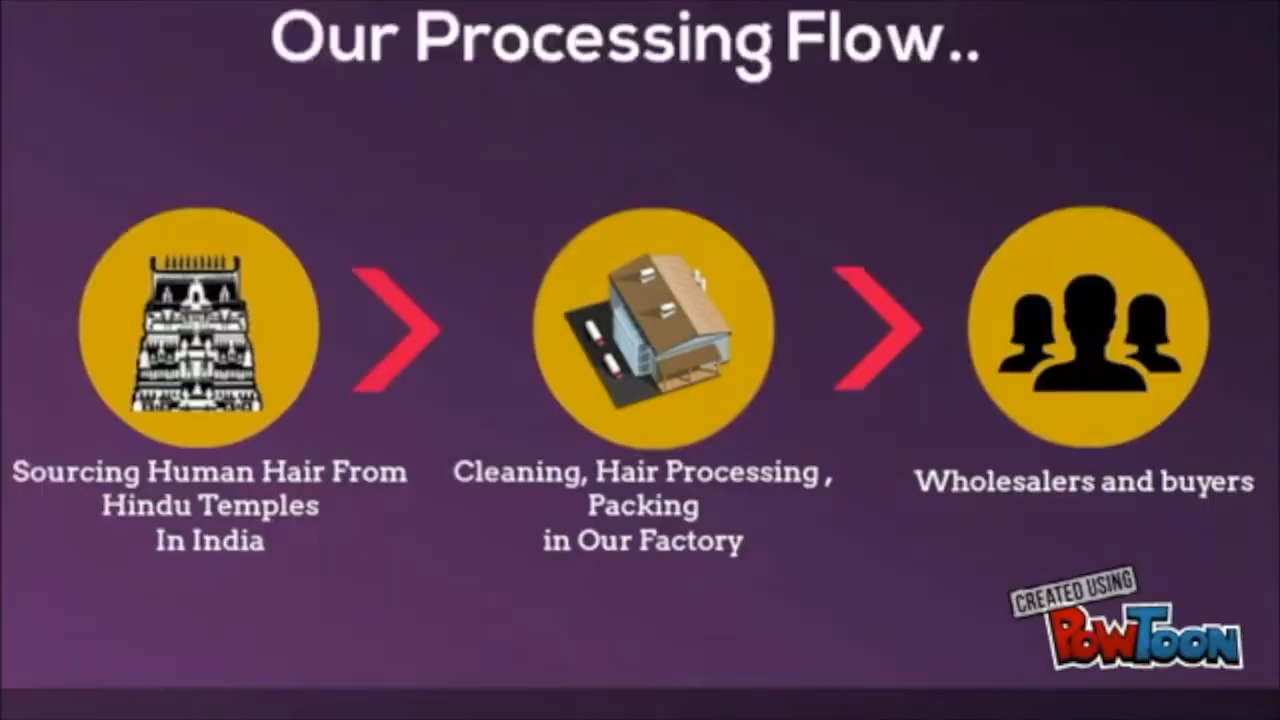 Our Processing Flow..
Sourcing Human Hair From
Hindu Temples
In India
Cleaning, Hair Processing ,
Packing
in Our Factory
Wholesalers and buyers
CREATED USING
POWTOON